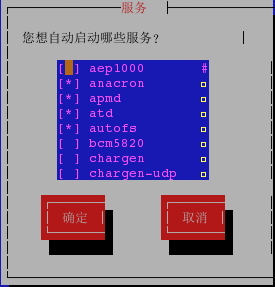 服务
您想自动启动哪些服务?
[ ] aep1000 #
[*] anacron
[*] apmd
[*] atd
[*] autofs
[ ] bcm5820
[ ] chargen
[ ] chargen-udp
确定 取消